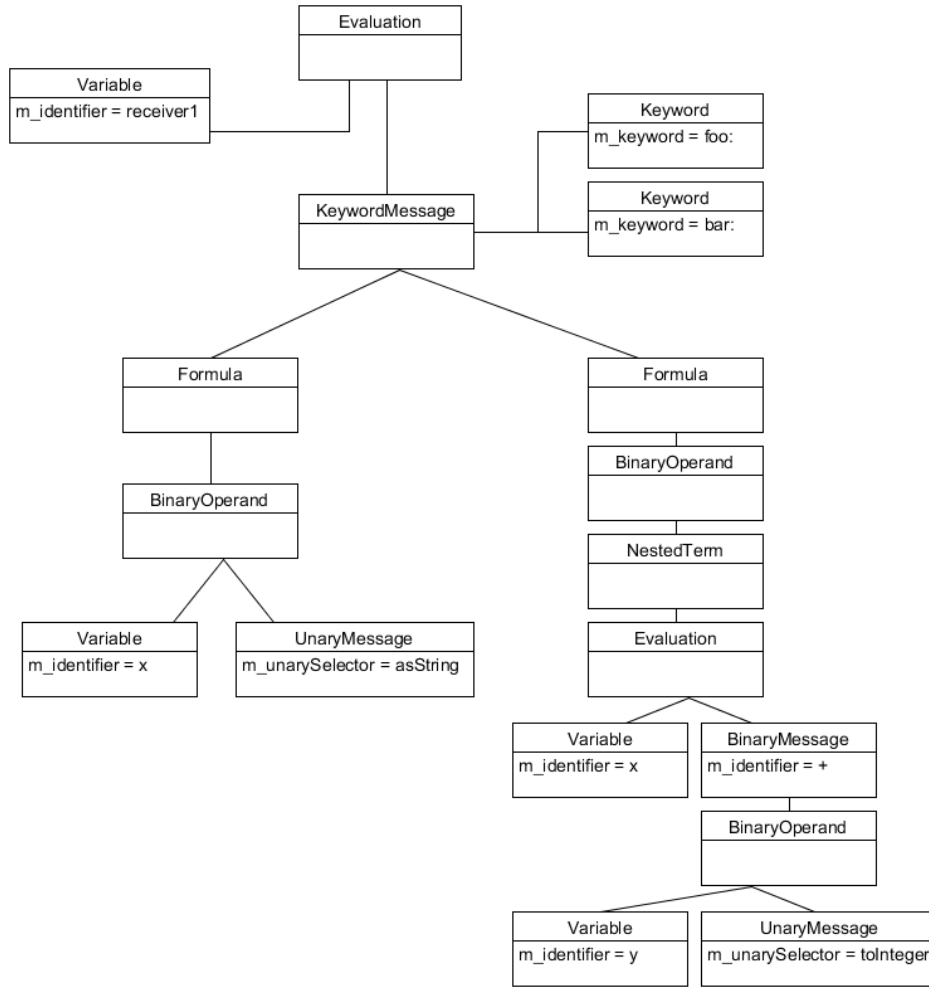 Evaluation
Variable
m_identifier = receiver1
Keyword
m_keyword = foo:
Keyword
m_keyword = bar:
KeywordMessage
Formula
Formula
BinaryOperand
BinaryOperand
NestedTerm
Variable
m_identifier = x
UnaryMessage
m_unarySelector = asString
Evaluation
Variable
m_identifier = x
BinaryMessage
m_identifier = +
BinaryOperand
Variable
m_identifier = y
UnaryMessage
m_unarySelector = toInteger